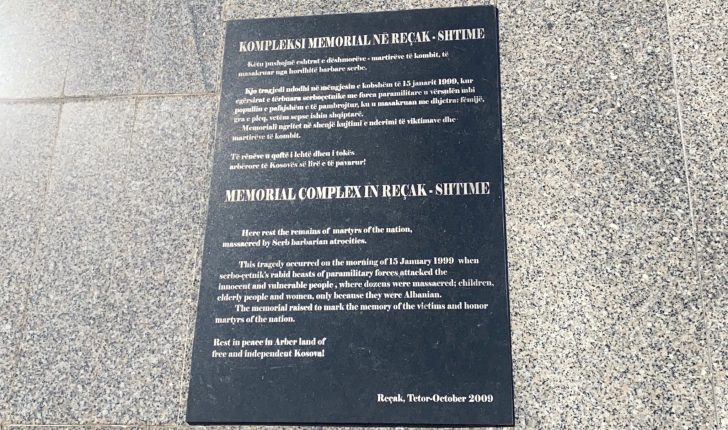 KOMPLEKSI MEMORIAL NË REÇAK - SHTIME
Këtu pushojnë eshtrat e dëshmorëve - martirëve të kombit, të
masakruar nga hordhitë barbare serbe.
Kjo tragjedi ndodhi në mëngjesin e kobshëm të 15 janarit 1999, kur
egërsirat e tërbuara serboçetnike me forca paramilitare u vërsulën mbi
popullin e pafajshëm e të pambrojtur, ku u masakruan me dhjetra: fëmijë,
gra e pleq, vetëm sepse ishin shqiptarë.
Memoriali ngritet në shenjë kujtimi e nderimi të viktimave dhe
martirëve të kombit.
Të rënëve u qoftë i lehtë dheu i tokës
arbërore të Kosovës së lirë e të pavarur!
MEMORIAL COMPLEX IN REÇAK - SHTIME
Here rest the remains of martyrs of the nation,
massacred by Serb barbarian atrocities.
This tragedy occurred on the morning of 15 January 1999 when
serbo-çetnik's rabid beasts of paramilitary forces attacked the
innocent and vulnerable people , where dozens were massacred; children,
elderly people and women, only because they were Albanian.
The memorial raised to mark the memory of the victims and honor
martyrs of the nation.
Rest in peace in Arber land of
free and independent Kosova!
Reçak, Tetor-October 2009